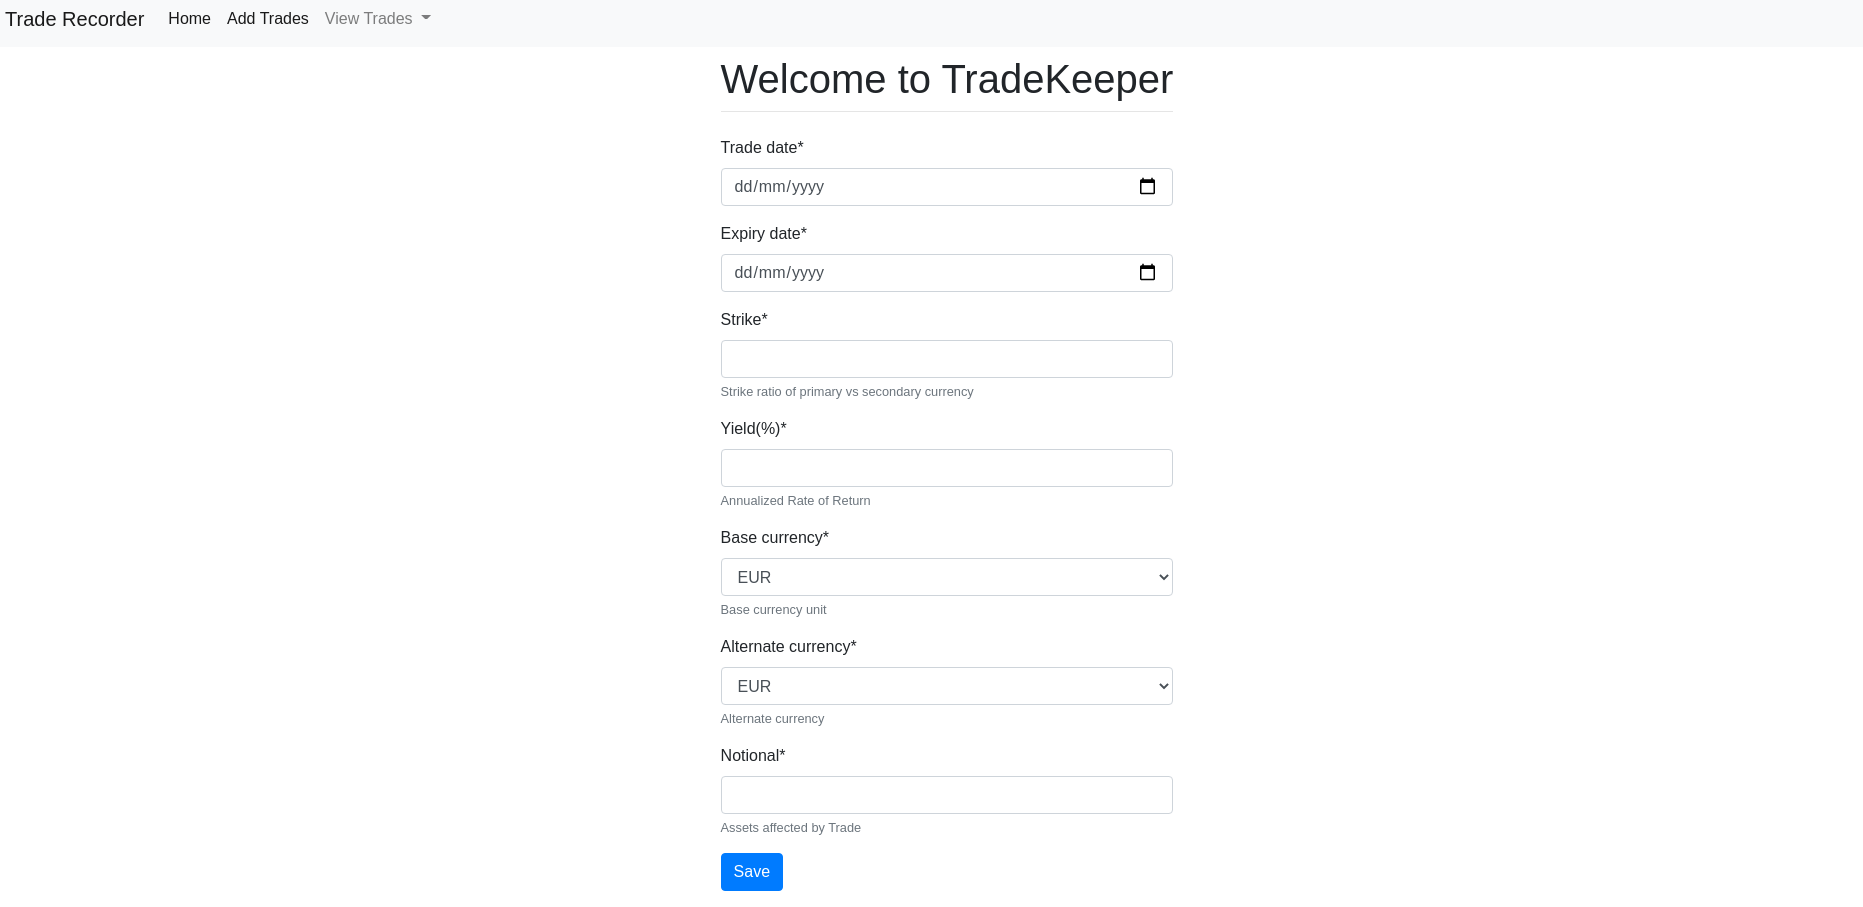 Trade Recorder Home Add Trades View Trades
Welcome to TradeKeeper
Trade date*
dd/mm/yyyy
Expiry date*
dd/mm/yyyy
Strike*
Strike ratio of primary vs secondary currency
Yield(%)*
Annualized Rate of Return
Base currency*
EUR
Base currency unit
Alternate currency*
EUR
Alternate currency
Notional*
Assets affected by Trade
Save